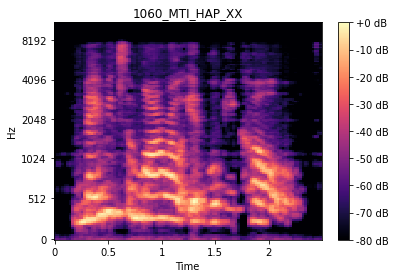 1060_MTI_HAP_XX
+0 dB
8192
-10 dB
4096
-20 dB
-30 dB
2048
-40 dB
Hz
1024
-50 dB
512
-60 dB
-70 dB
0
-80 dB
0 0.5 1 1.5 2
Time